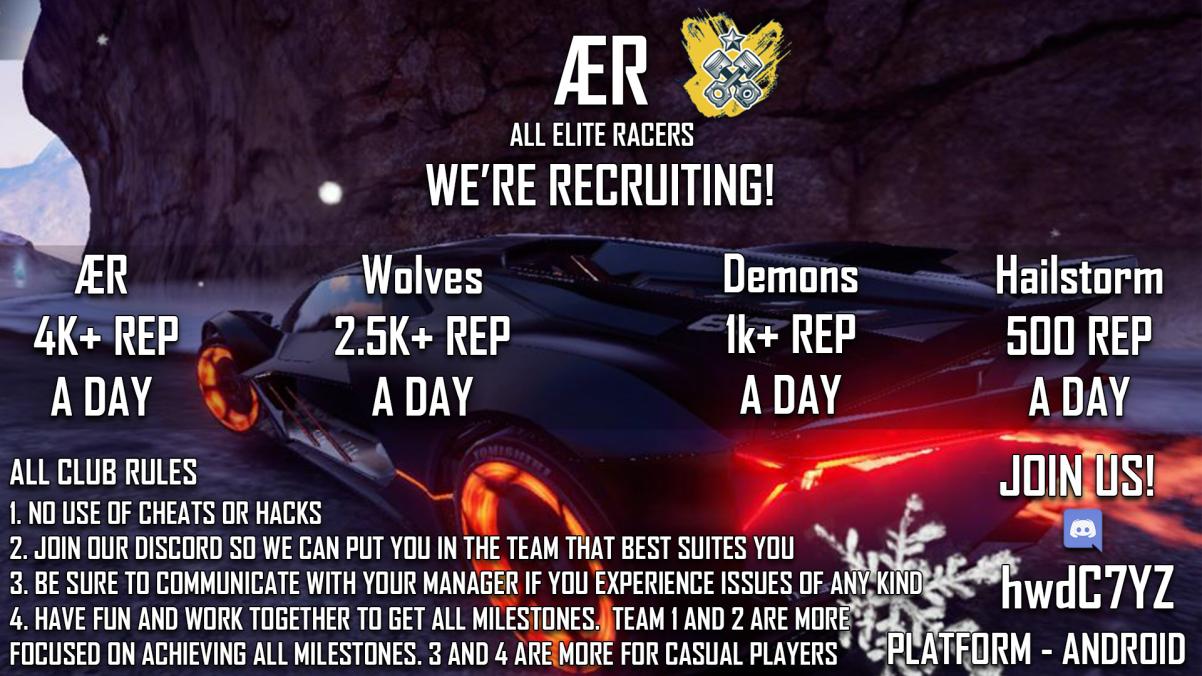 ÆR
ALL ELITE RACERS
WE'RE RECRUITING!
ÆR
4K+ REP
A DAY
Wolves
2.5K+ REP
A DAY
Demons
1k+ REP
A DAY
Hailstorm
500 REP
A DAY
ALL CLUB RULES
1. NO USE OF CHEATS OR HACKS
2. JOIN OUR DISCORD SO WE CAN PUT YOU IN THE TEAM THAT BEST SUITES YOU
3. BE SURE TO COMMUNICATE WITH YOUR MANAGER IF YOU EXPERIENCE ISSUES OF ANY KIND
4. HAVE FUN AND WORK TOGETHER TO GET ALL MILESTONES. TEAM 1 AND 2 ARE MORE
FOCUSED ON ACHIEVING ALL MILESTONES. 3 AND 4 ARE MORE FOR CASUAL PLAYERS
JOIN US!
hwdC7YZ
PLATFORM - ANDROID